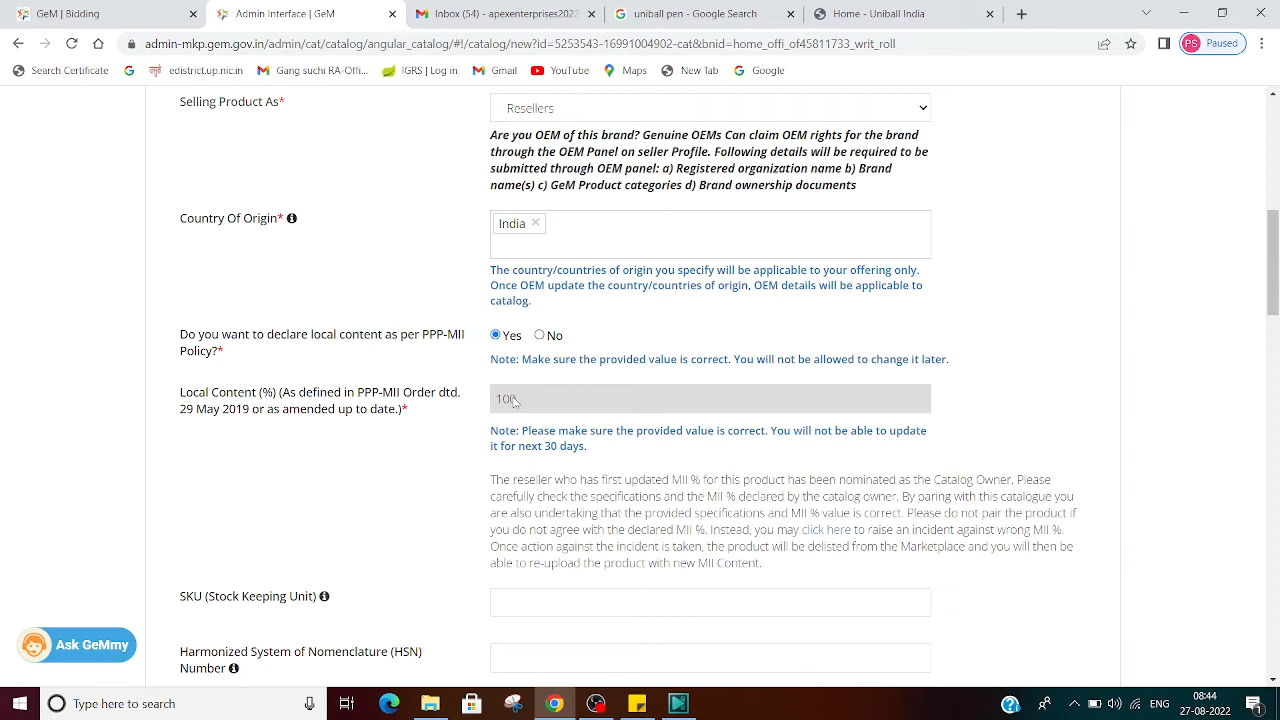 GeM | Bidding
Admin Interface | GeM
Inbox (54) - apexenterprises2022
uniball pen - Google Search
Home - Uniball India
admin-mlp.gem.gov.in/admin/cat/catalog/angular_catalog/#!/catalog/new?id=5253543-16991004902-cat&bnid=home_offi_of45811733_writ_roll
PS Paused
Search Certificate
edistrict.up.nic.in
Gang suchi RA-Offi...
IGRS | Log in
Gmail
YouTube
Maps
New Tab
Google
Selling Product As*
Resellers
Are you OEM of this brand? Genuine OEMs Can claim OEM rights for the brand
through the OEM Panel on seller Profile. Following details will be required to be
submitted through OEM panel: a) Registered organization name b) Brand
name(s) c) GeM Product categories d) Brand ownership documents
Country Of Origin*
India ×
The country/countries of origin you specify will be applicable to your offering only.
Once OEM update the country/countries of origin, OEM details will be applicable to
catalog.
Do you want to declare local content as per PPP-MII
Policy?*
Yes No
Note: Make sure the provided value is correct. You will not be allowed to change it later.
Local Content (%) (As defined in PPP-MII Order dtd.
29 May 2019 or as amended up to date.)*
100
Note: Please make sure the provided value is correct. You will not be able to update
it for next 30 days.
The reseller who has first updated MII % for this product has been nominated as the Catalog Owner. Please
carefully check the specifications and the MII % declared by the catalog owner. By paring with this catalogue you
are also undertaking that the provided specifications and MII % value is correct. Please do not pair the product if
you do not agree with the declared MII %. Instead, you may click here to raise an incident against wrong MII %.
Once action against the incident is taken, the product will be delisted from the Marketplace and you will then be
able to re-upload the product with new MII Content.
SKU (Stock Keeping Unit)
Harmonized System of Nomenclature (HSN)
Number
Ask GeMmy
Type here to search
ENG
08:44
27-08-2022